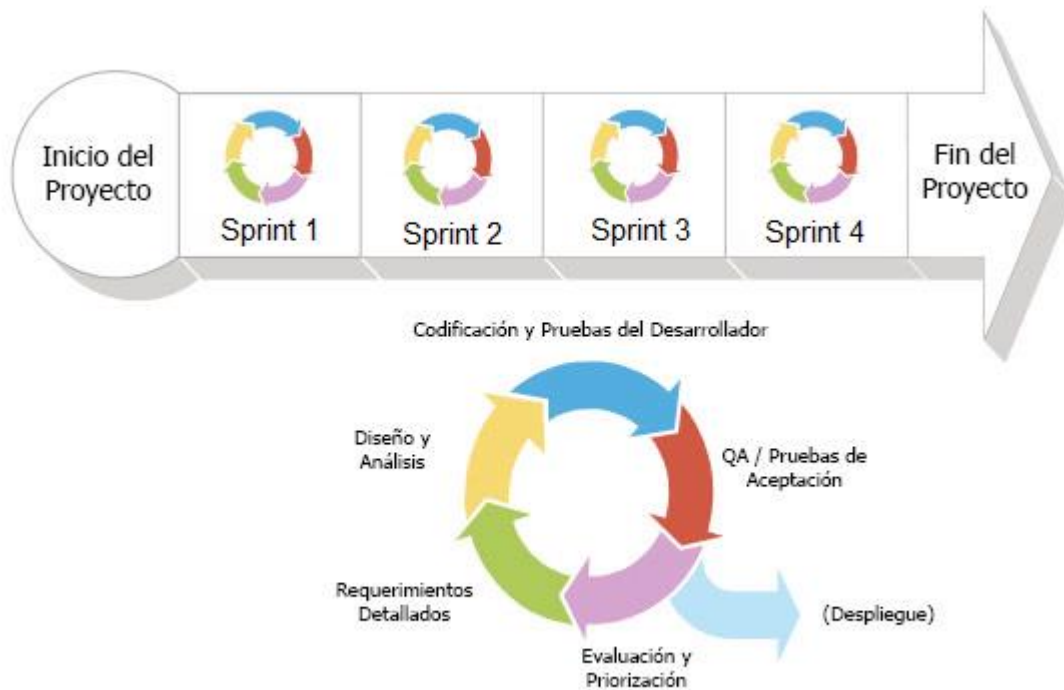 Inicio del
Proyecto
Sprint 1
Sprint 2
Sprint 3
Sprint 4
Fin del
Proyecto
Codificación y Pruebas del Desarrollador
Diseño y
Análisis
QA / Pruebas de
Aceptación
Requerimientos
Detallados
(Despliegue)
Evaluación y
Priorización